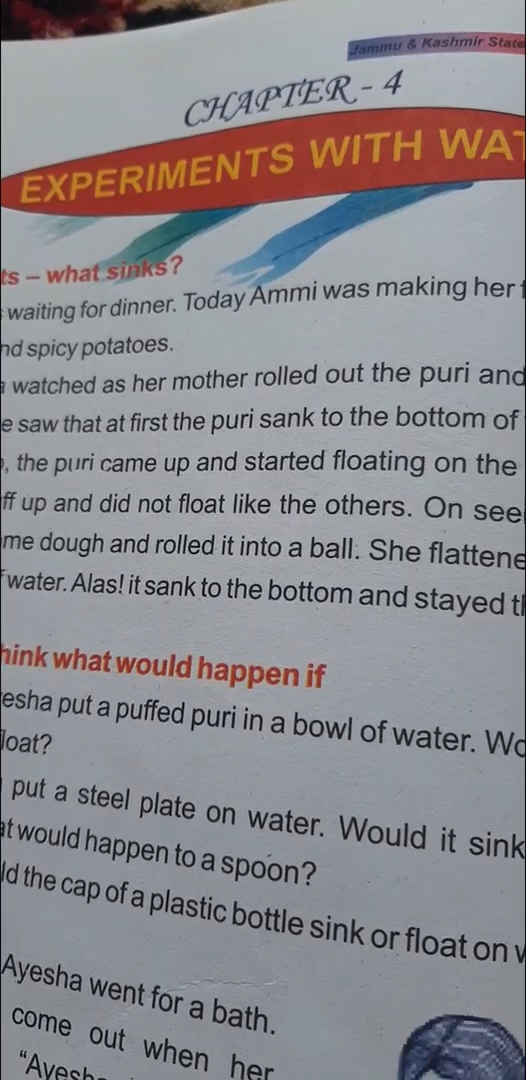 Jammu & Kashmir State
CHAPTER - 4
EXPERIMENTS WITH WAT
ts – what sinks?
waiting for dinner. Today Ammi was making her f
nd spicy potatoes.
a watched as her mother rolled out the puri and
e saw that at first the puri sank to the bottom of
, the puri came up and started floating on the
ff up and did not float like the others. On see
me dough and rolled it into a ball. She flattene
f water. Alas! it sank to the bottom and stayed th
hink what would happen if
esha put a puffed puri in a bowl of water. Wo
loat?
put a steel plate on water. Would it sink
at would happen to a spoon?
ld the cap of a plastic bottle sink or float on w
Ayesha went for a bath.
come out when her
"Ayesh